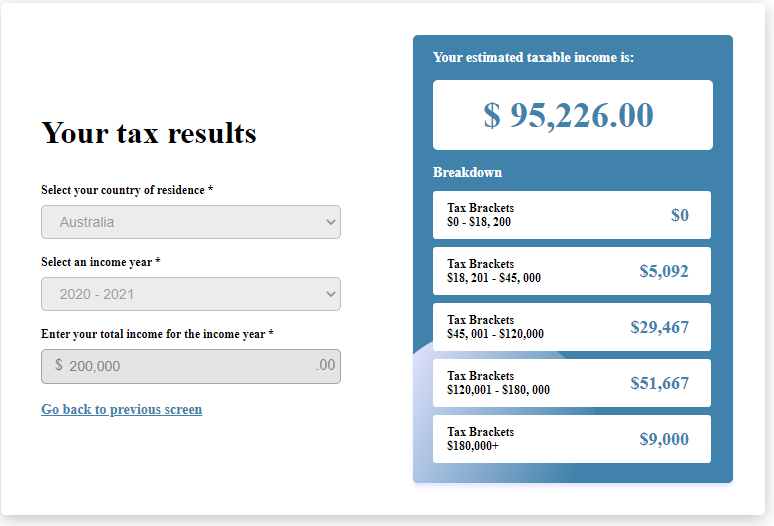 Your tax results
Select your country of residence *
Australia
Select an income year *
2020 - 2021
Enter your total income for the income year *
$ 200,000 .00
Go back to previous screen
Your estimated taxable income is:
$ 95,226.00
Breakdown
Tax Brackets
$0 - $18, 200
$0
Tax Brackets
$18, 201 - $45, 000
$5,092
Tax Brackets
$45, 001 - $120,000
$29,467
Tax Brackets
$120,001 - $180, 000
$51,667
Tax Brackets
$180,000+
$9,000